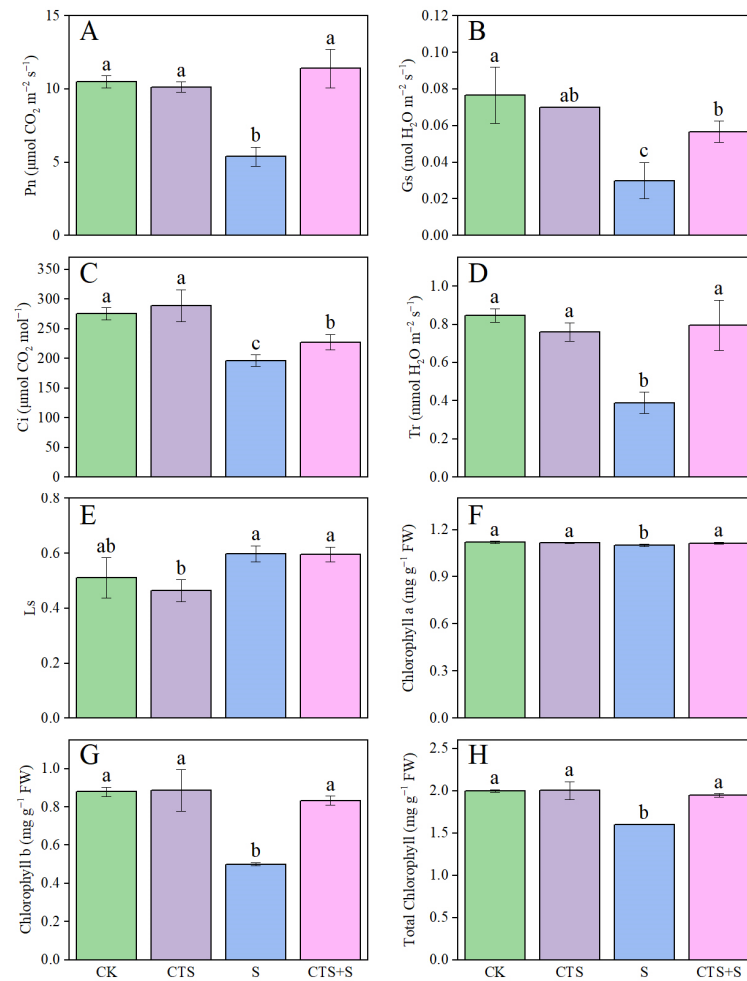 A
15
10
5
0
Pn (μmol CO₂ m⁻² s⁻¹)
a
a
b
a
B
0.12
0.10
0.08
0.06
0.04
0.02
0.00
Gs (mol H₂O m⁻² s⁻¹)
a
ab
c
b
C
350
300
250
200
150
100
50
0
Ci (μmol CO₂ mol⁻¹)
a
a
c
b
D
1.0
0.8
0.6
0.4
0.2
0.0
Tr (mmol H₂O m⁻² s⁻¹)
a
a
b
a
E
0.8
0.6
0.4
0.2
0.0
Ls
ab
b
a
a
F
1.2
0.9
0.6
0.3
0.0
Chlorophyll a (mg g⁻¹ FW)
a
a
b
a
G
1.0
0.8
0.6
0.4
0.2
0.0
Chlorophyll b (mg g⁻¹ FW)
a
a
b
a
CK CTS S CTS+S
H
2.5
2.0
1.5
1.0
0.5
0.0
Total Chlorophyll (mg g⁻¹ FW)
a
a
b
a
CK CTS S CTS+S